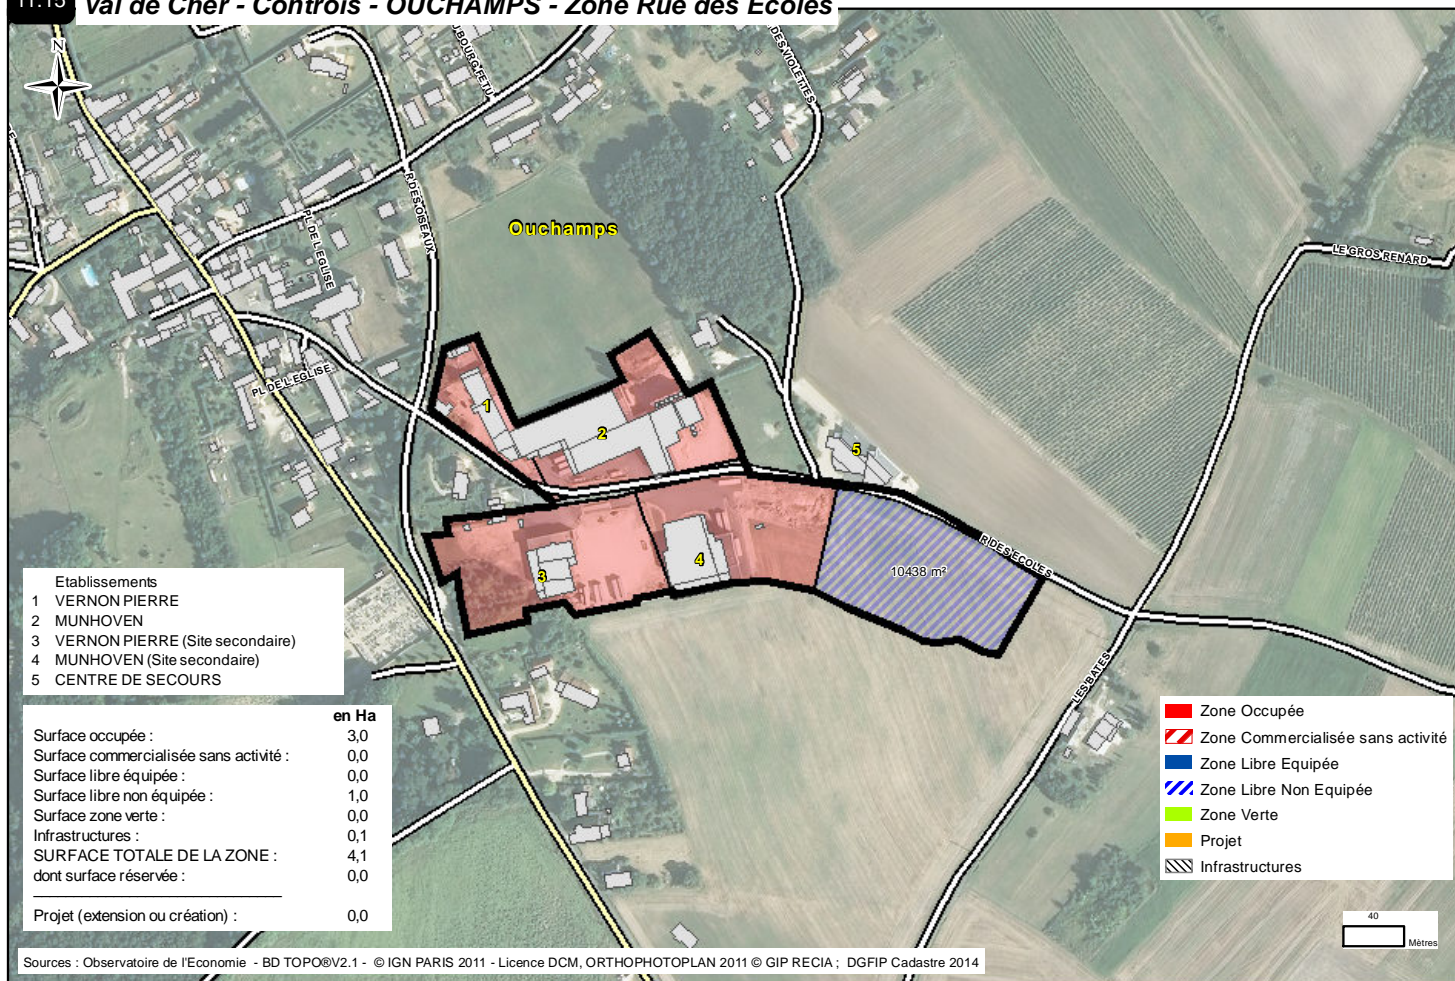 11.15 Val de Cher - Controis - OUCHAMPS - Zone Rue des Ecoles
N
UBOURG FETU
R DES VIOLETTES
R DES OISEAUX
PL DE L'EGLISE
Ouchamps
LE GROS RENARD
PL DE L'EGLISE
1
2
5
3
4
10438 m²
R DES ECOLES
LES BATES
Etablissements
1 VERNON PIERRE
2 MUNHOVEN
3 VERNON PIERRE (Site secondaire)
4 MUNHOVEN (Site secondaire)
5 CENTRE DE SECOURS
en Ha
Surface occupée : 3,0
Surface commercialisée sans activité : 0,0
Surface libre équipée : 0,0
Surface libre non équipée : 1,0
Surface zone verte : 0,0
Infrastructures : 0,1
SURFACE TOTALE DE LA ZONE : 4,1
dont surface réservée : 0,0
Projet (extension ou création) : 0,0
Zone Occupée
Zone Commercialisée sans activité
Zone Libre Equipée
Zone Libre Non Equipée
Zone Verte
Projet
Infrastructures
40
Mètres
Sources : Observatoire de l'Economie - BD TOPO®V2.1 - © IGN PARIS 2011 - Licence DCM, ORTHOPHOTOPLAN 2011 © GIP RECIA ; DGFIP Cadastre 2014